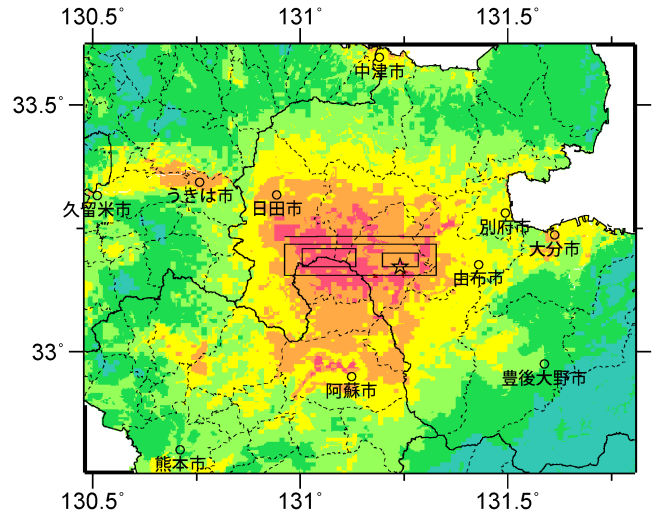 130.5° 131° 131.5°
中津市
33.5°
うきは市
久留米市 日田市
別府市
大分市
由布市
33°
豊後大野市
阿蘇市
熊本市
130.5° 131° 131.5°